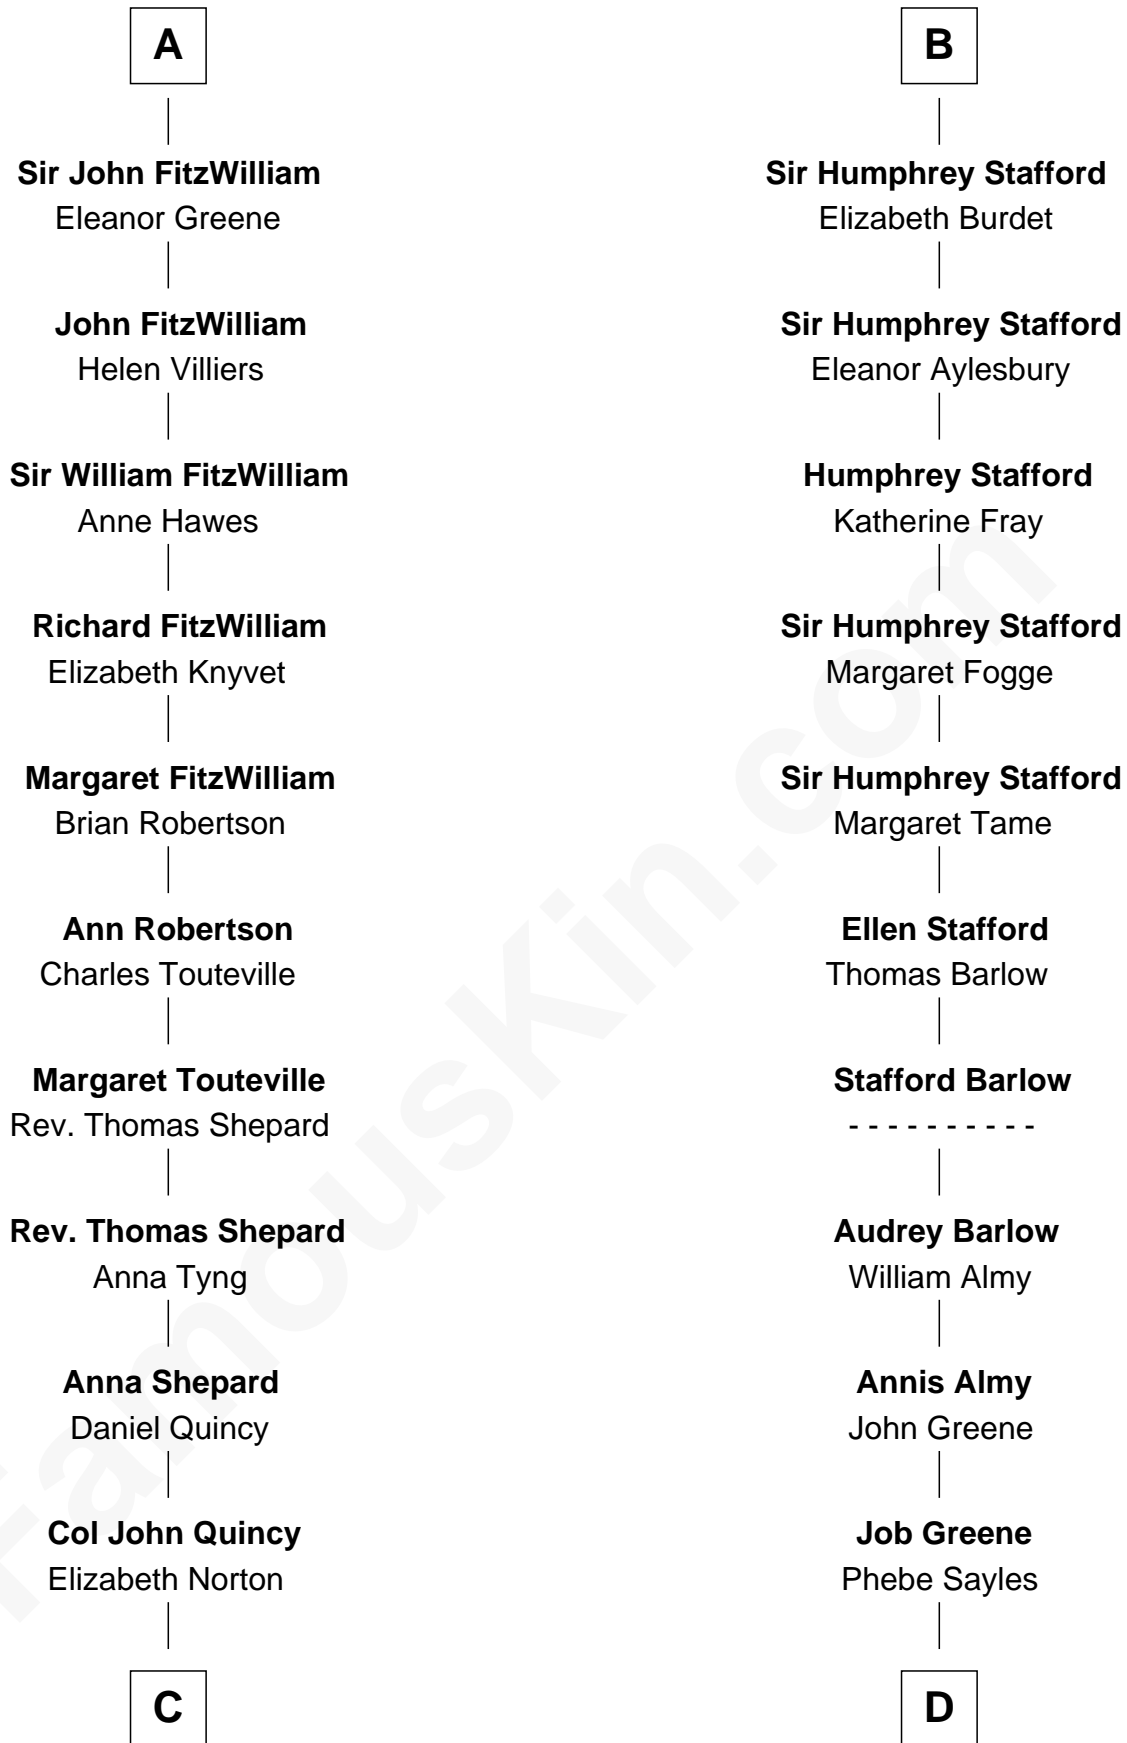 A
Sir John FitzWilliam
Eleanor Greene
John FitzWilliam
Helen Villiers
Sir William FitzWilliam
Anne Hawes
Richard FitzWilliam
Elizabeth Knyvet
Margaret FitzWilliam
Brian Robertson
Ann Robertson
Charles Touteville
Margaret Touteville
Rev. Thomas Shepard
Rev. Thomas Shepard
Anna Tyng
Anna Shepard
Daniel Quincy
Col John Quincy
Elizabeth Norton
C
B
Sir Humphrey Stafford
Elizabeth Burdet
Sir Humphrey Stafford
Eleanor Aylesbury
Humphrey Stafford
Katherine Fray
Sir Humphrey Stafford
Margaret Fogge
Sir Humphrey Stafford
Margaret Tame
Ellen Stafford
Thomas Barlow
Stafford Barlow
- - - - - - - - - -
Audrey Barlow
William Almy
Annis Almy
John Greene
Job Greene
Phebe Sayles
D
FamousKin.com